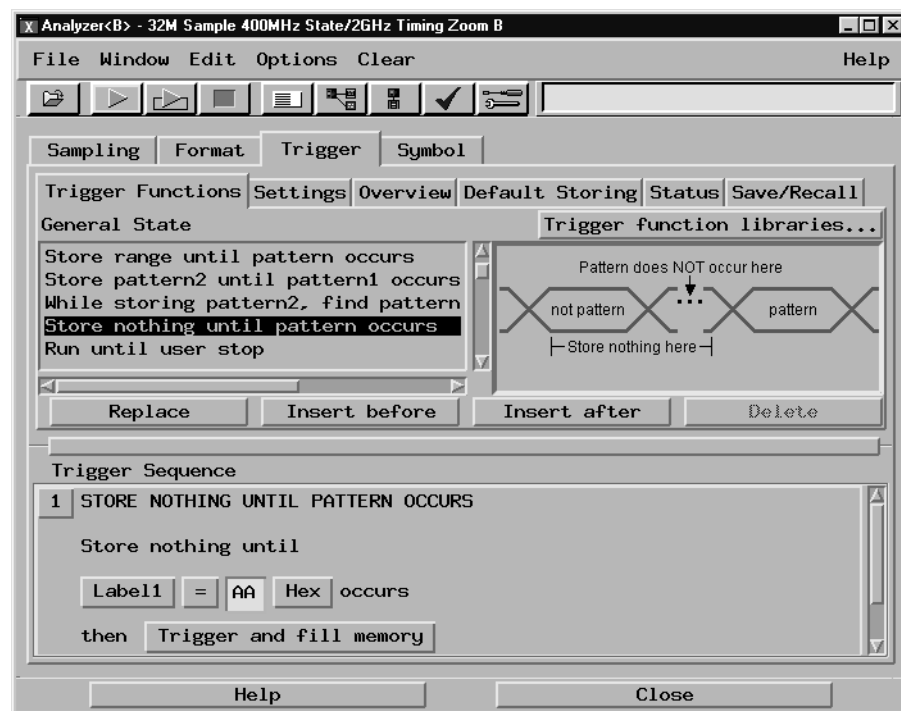 Analyzer<B> - 32M Sample 400MHz State/2GHz Timing Zoom B
File Window Edit Options Clear Help
Sampling Format Trigger Symbol
Trigger Functions Settings Overview Default Storing Status Save/Recall
General State Trigger function libraries...
Store range until pattern occurs
Store pattern2 until pattern1 occurs
While storing pattern2, find pattern
Store nothing until pattern occurs
Run until user stop
Pattern does NOT occur here
not pattern ... pattern
Store nothing here
Replace Insert before Insert after Delete
Trigger Sequence
1 STORE NOTHING UNTIL PATTERN OCCURS
Store nothing until
Label1 = AA Hex occurs
then Trigger and fill memory
Help Close